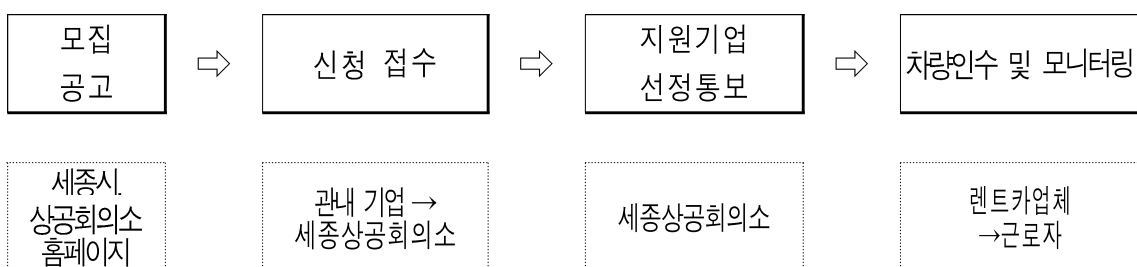 모집
공고
⇨
신청 접수
⇨
지원기업
선정통보
⇨
차량인수 및 모니터링
세종시.
상공회의소
홈페이지
관내 기업 →
세종상공회의소
세종상공회의소
렌트카업체
→근로자